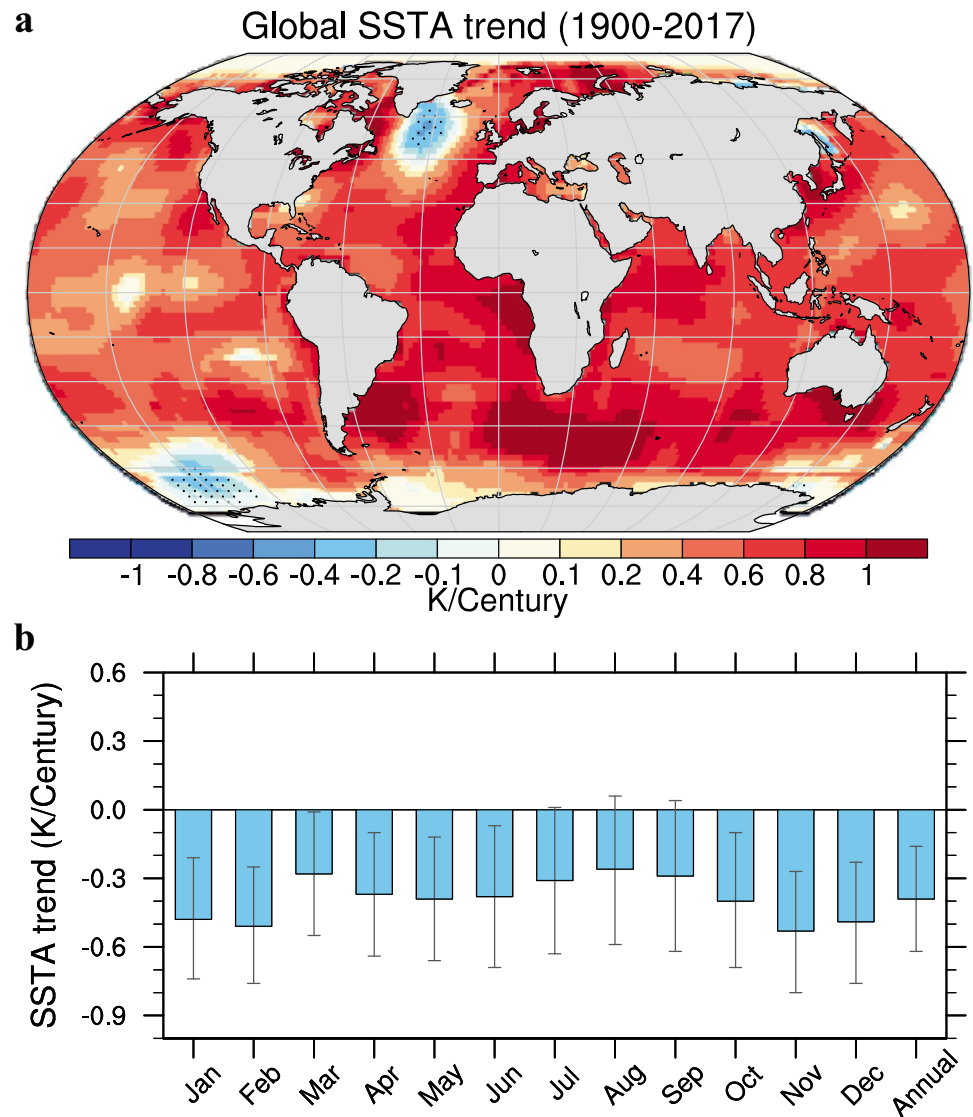 a
Global SSTA trend (1900-2017)
-1 -0.8 -0.6 -0.4 -0.2 -0.1 0 0.1 0.2 0.4 0.6 0.8 1
K/Century
b
SSTA trend (K/Century)
0.6
0.3
0.0
-0.3
-0.6
-0.9
Jan Feb Mar Apr May Jun Jul Aug Sep Oct Nov Dec Annual